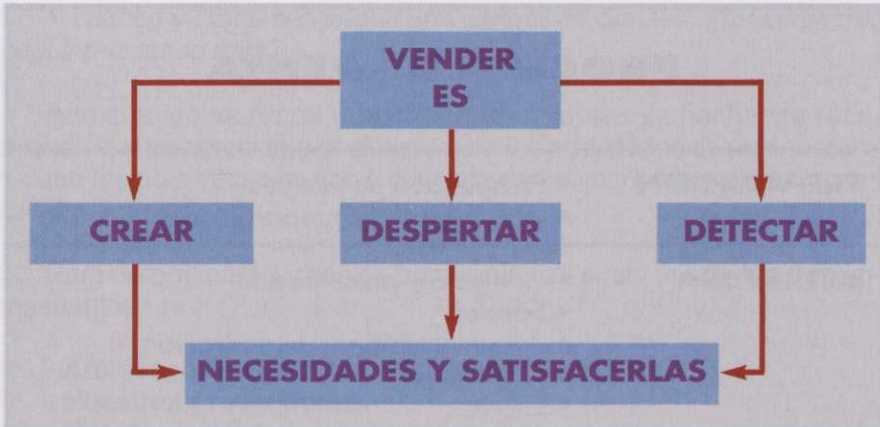 VENDER
ES
CREAR
DESPERTAR
DETECTAR
NECESIDADES Y SATISFACERLAS